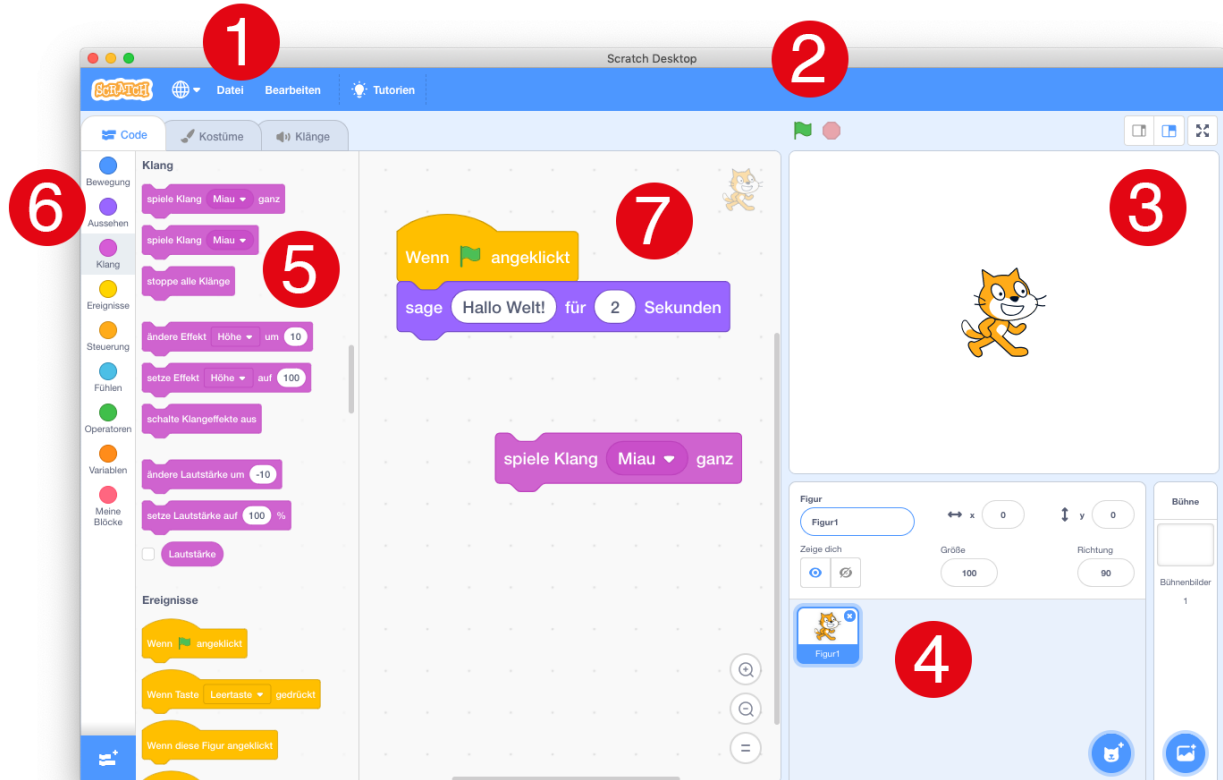 1
2
Scratch Desktop
SCRATCH
Datei
Bearbeiten
Tutorien
Code
Kostüme
Klänge
6
Bewegung
Aussehen
Klang
Ereignisse
Steuerung
Fühlen
Operatoren
Variablen
Meine
Blöcke
Klang
spiele Klang Miau ganz
spiele Klang Miau
5
stoppe alle Klänge
ändere Effekt Höhe um 10
setze Effekt Höhe auf 100
schalte Klangeffekte aus
ändere Lautstärke um -10
setze Lautstärke auf 100 %
Lautstärke
Ereignisse
Wenn angeklickt
Wenn Taste Leertaste gedrückt
Wenn diese Figur angeklickt
7
Wenn angeklickt
sage Hallo Welt! für 2 Sekunden
spiele Klang Miau ganz
3
Figur
Figur1
x 0
y 0
Zeige dich
Größe
100
Richtung
90
Figur1
4
Bühne
Bühnenbilder
1